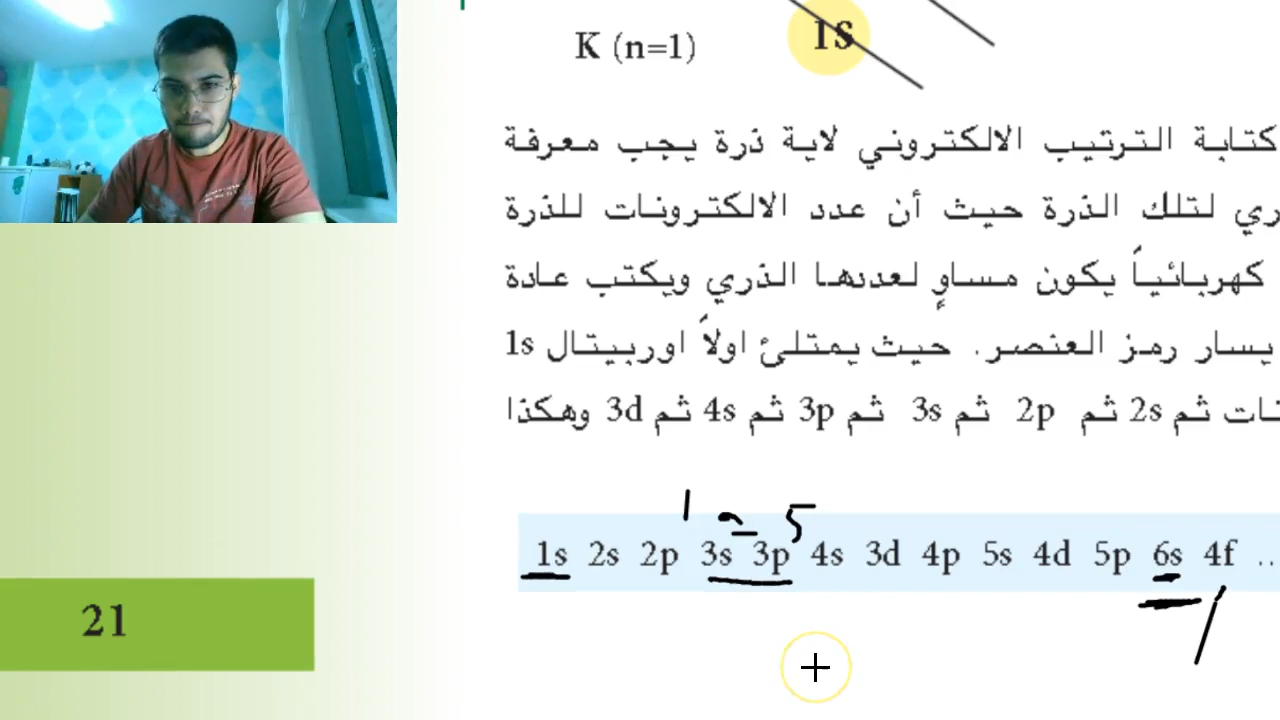 K (n=1)
1S
كتابة الترتيب الالكتروني لاية ذرة يجب معرفة
ري لتلك الذرة حيث أن عدد الالكترونات للذرة
كهربائياً يكون مساوٍ لعددها الذري ويكتب عادة
يسار رمز العنصر. حيث يمتلئ اولاً اوربيتال 1s
نات ثم 2s ثم 2p ثم 3s ثم 3p ثم 4s ثم 3d وهكذا
1 5
1s 2s 2p 3s 3p 4s 3d 4p 5s 4d 5p 6s 4f ..
21